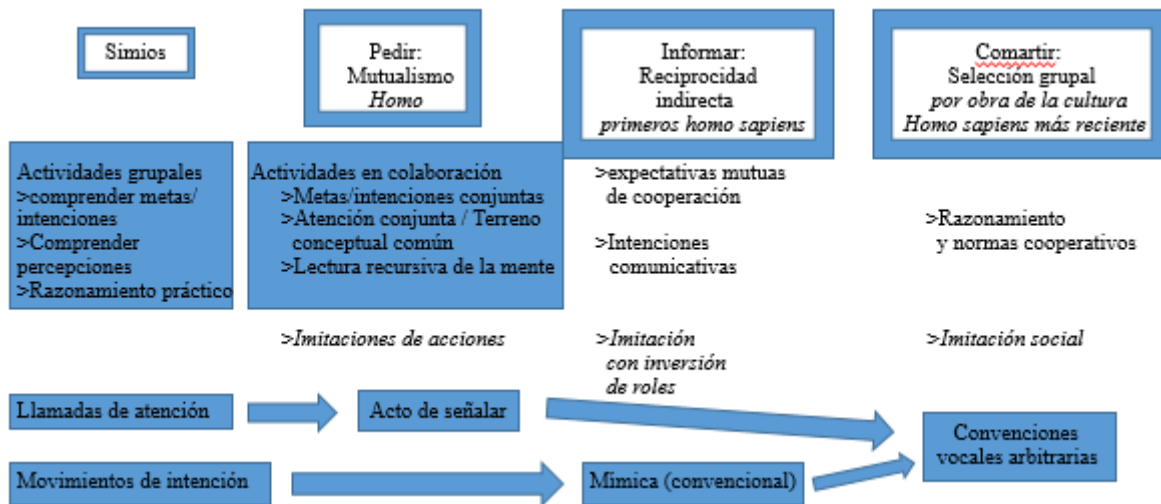 Simios
Pedir:
Mutualismo
Homo
Informar:
Reciprocidad
indirecta
primeros homo sapiens
Comartir:
Selección grupal
por obra de la cultura
Homo sapiens más reciente
Actividades grupales
>comprender metas/
intenciones
>Comprender
percepciones
>Razonamiento práctico
Actividades en colaboración
>Metas/intenciones conjuntas
>Atención conjunta / Terreno
conceptual común
>Lectura recursiva de la mente
>expectativas mutuas
de cooperación
>Intenciones
comunicativas
>Razonamiento
y normas cooperativos
>Imitaciones de acciones
>Imitación
con inversión
de roles
>Imitación social
Llamadas de atención
Acto de señalar
Convenciones
vocales arbitrarias
Movimientos de intención
Mímica (convencional)